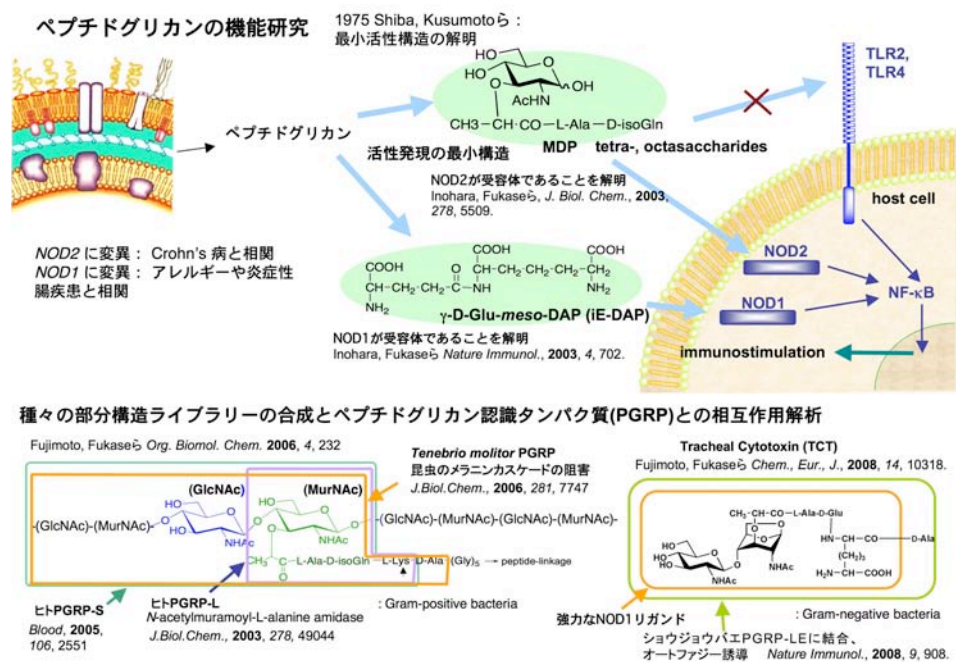 ペプチドグリカンの機能研究
1975 Shiba, Kusumotoら：
最小活性構造の解明
HO
HO
O
OH
AcHN
O
CH3-CH-CO-L-Ala-D-isoGln
MDP tetra-, octasaccharides
活性発現の最小構造
NOD2が受容体であることを解明
Inohara, Fukaseら, J. Biol. Chem., 2003,
278, 5509.
ペプチドグリカン
TLR2,
TLR4
host cell
NOD2
NOD1
NF-κB
immunostimulation
NOD2 に変異： Crohn's 病と相関
NOD1 に変異： アレルギーや炎症性
腸疾患と相関
COOH COOH
COOH CH-CH2-CH2-CH2-CH
CH-CH2-CH2-C-NH NH2
NH2 O
γ-D-Glu-meso-DAP (iE-DAP)
NOD1が受容体であることを解明
Inohara, Fukaseら Nature Immunol., 2003, 4, 702.
種々の部分構造ライブラリーの合成とペプチドグリカン認識タンパク質(PGRP)との相互作用解析
Fujimoto, Fukaseら Org. Biomol. Chem. 2006, 4, 232
Tenebrio molitor PGRP
昆虫のメラニンカスケードの阻害
J.Biol.Chem., 2006, 281, 7747
(GlcNAc) (MurNAc)
-(GlcNAc)-(MurNAc)-O
HO
HO
O
NHAc
O
HO
O
O
NHAc
O
-(GlcNAc)-(MurNAc)-(GlcNAc)-(MurNAc)-
CH3
O
L-Ala-D-isoGln-L-Lys-D-Ala (Gly)5 → peptide-linkage
ヒトPGRP-S
Blood, 2005,
106, 2551
ヒトPGRP-L
N-acetylmuramoyl-L-alanine amidase
J.Biol.Chem., 2003, 278, 49044
: Gram-positive bacteria
Tracheal Cytotoxin (TCT)
Fujimoto, Fukaseら Chem., Eur., J., 2008, 14, 10318.
CH3-CH-CO-L-Ala-D-Glu
O
HO
HO
O
NHAc
O
NHAc
HN CO D-Ala
(CH2)3
H2N COOH
強力なNOD1リガンド
: Gram-negative bacteria
ショウジョウバエPGRP-LEに結合、
オートファジー誘導 Nature Immunol., 2008, 9, 908.